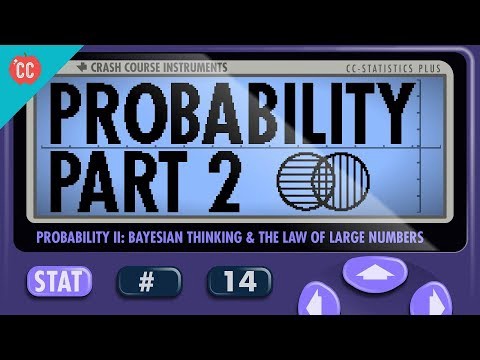 CC
CRASH COURSE INSTRUMENTS
CC-STATISTICS PLUS
PROBABILITY
PART 2
PROBABILITY II: BAYESIAN THINKING & THE LAW OF LARGE NUMBERS
STAT
#
14